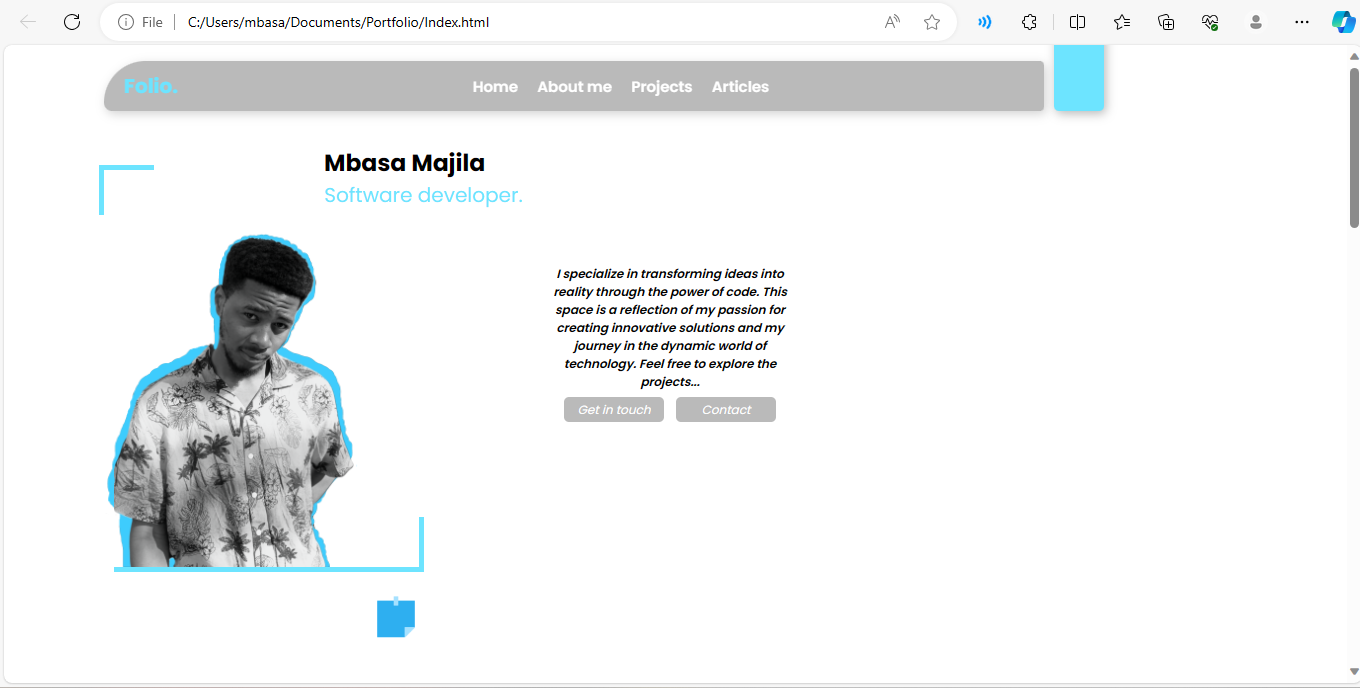 File
C:/Users/mbasa/Documents/Portfolio/Index.html
Folio.
Home About me Projects Articles
Mbasa Majila
Software developer.
I specialize in transforming ideas into
reality through the power of code. This
space is a reflection of my passion for
creating innovative solutions and my
journey in the dynamic world of
technology. Feel free to explore the
projects...
Get in touch Contact